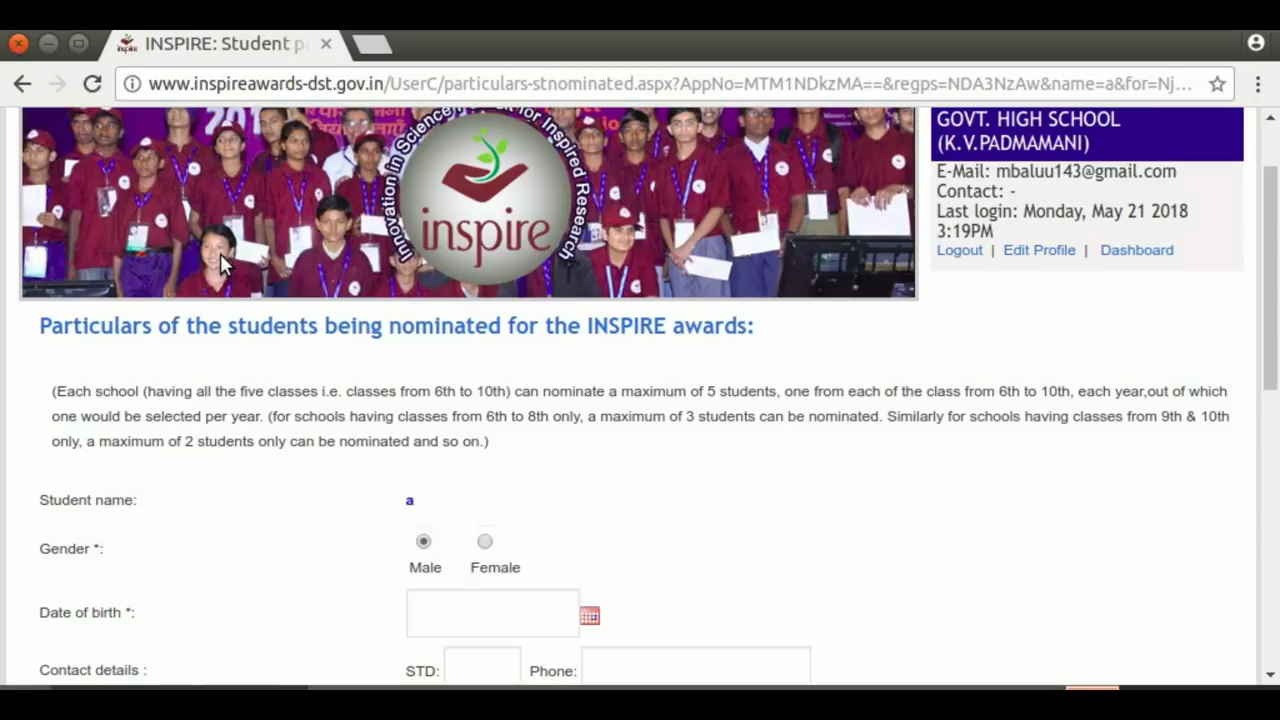 INSPIRE: Student p
www.inspireawards-dst.gov.in/UserC/particulars-stnominated.aspx?AppNo=MTM1NDkzMA==&regps=NDA3NzAw&name=a&for=Nj...
201
Innovation in Science for Inspired Research
inspire
GOVT. HIGH SCHOOL
(K.V.PADMAMANI)
E-Mail: mbaluu143@gmail.com
Contact: -
Last login: Monday, May 21 2018
3:19PM
Logout | Edit Profile | Dashboard
Particulars of the students being nominated for the INSPIRE awards:
(Each school (having all the five classes i.e. classes from 6th to 10th) can nominate a maximum of 5 students, one from each of the class from 6th to 10th, each year,out of which
one would be selected per year. (for schools having classes from 6th to 8th only, a maximum of 3 students can be nominated. Similarly for schools having classes from 9th & 10th
only, a maximum of 2 students only can be nominated and so on.)
Student name: a
Gender *:
Male Female
Date of birth *:
Contact details : STD: Phone: